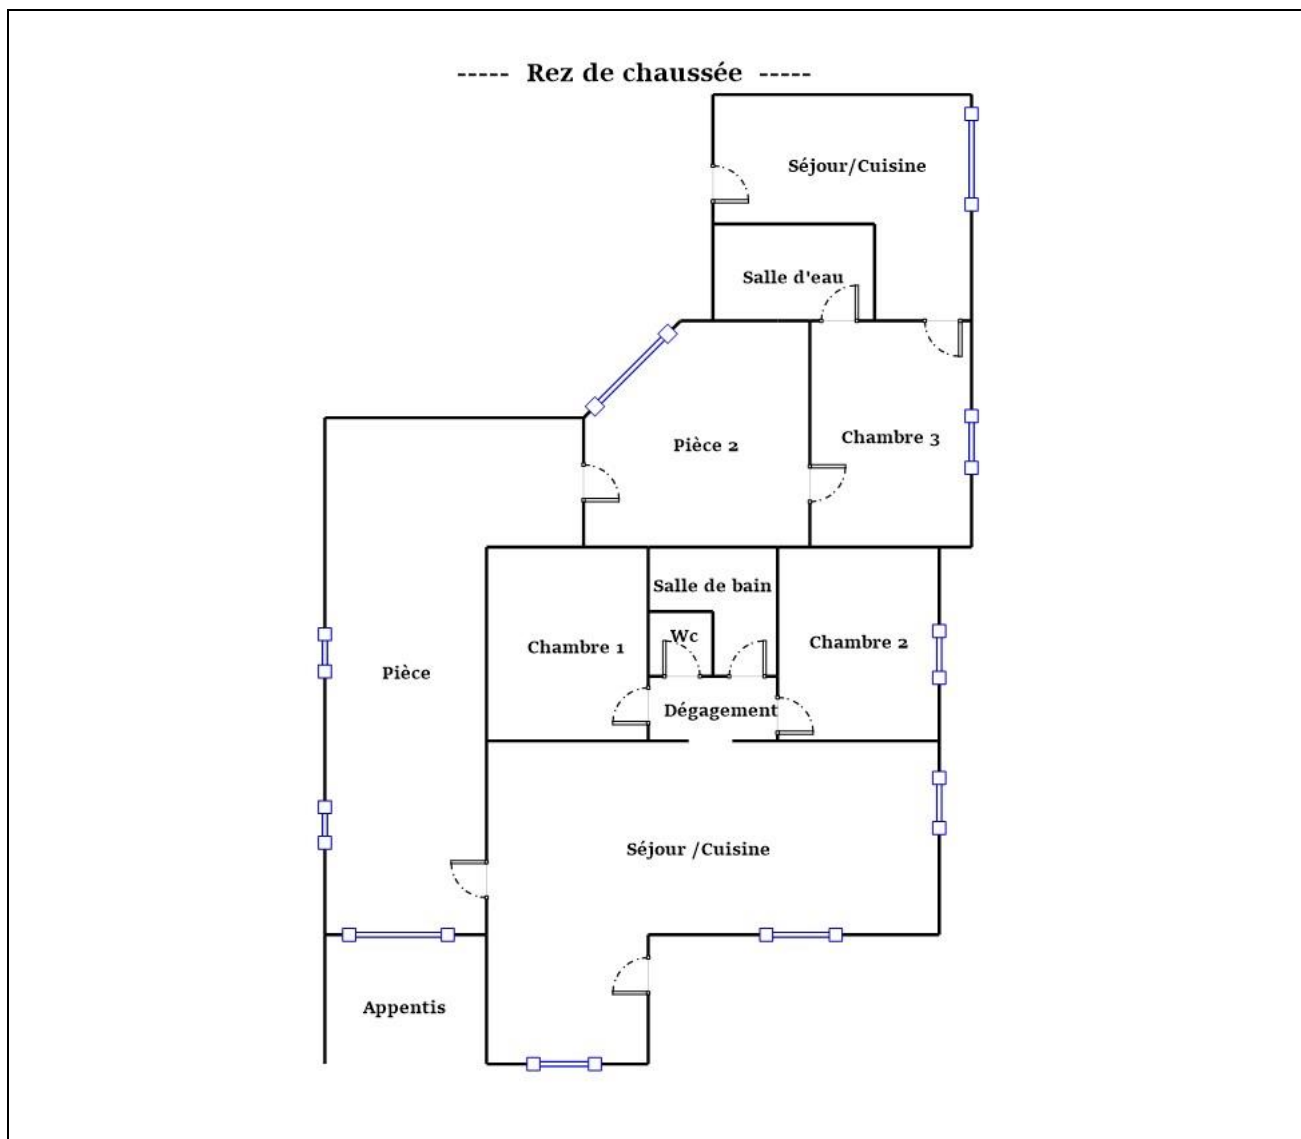 ----- Rez de chaussée -----
Séjour/Cuisine
Salle d'eau
Chambre 3
Pièce 2
Salle de bain
Wc
Chambre 1
Chambre 2
Pièce
Dégagement
Séjour /Cuisine
Appentis